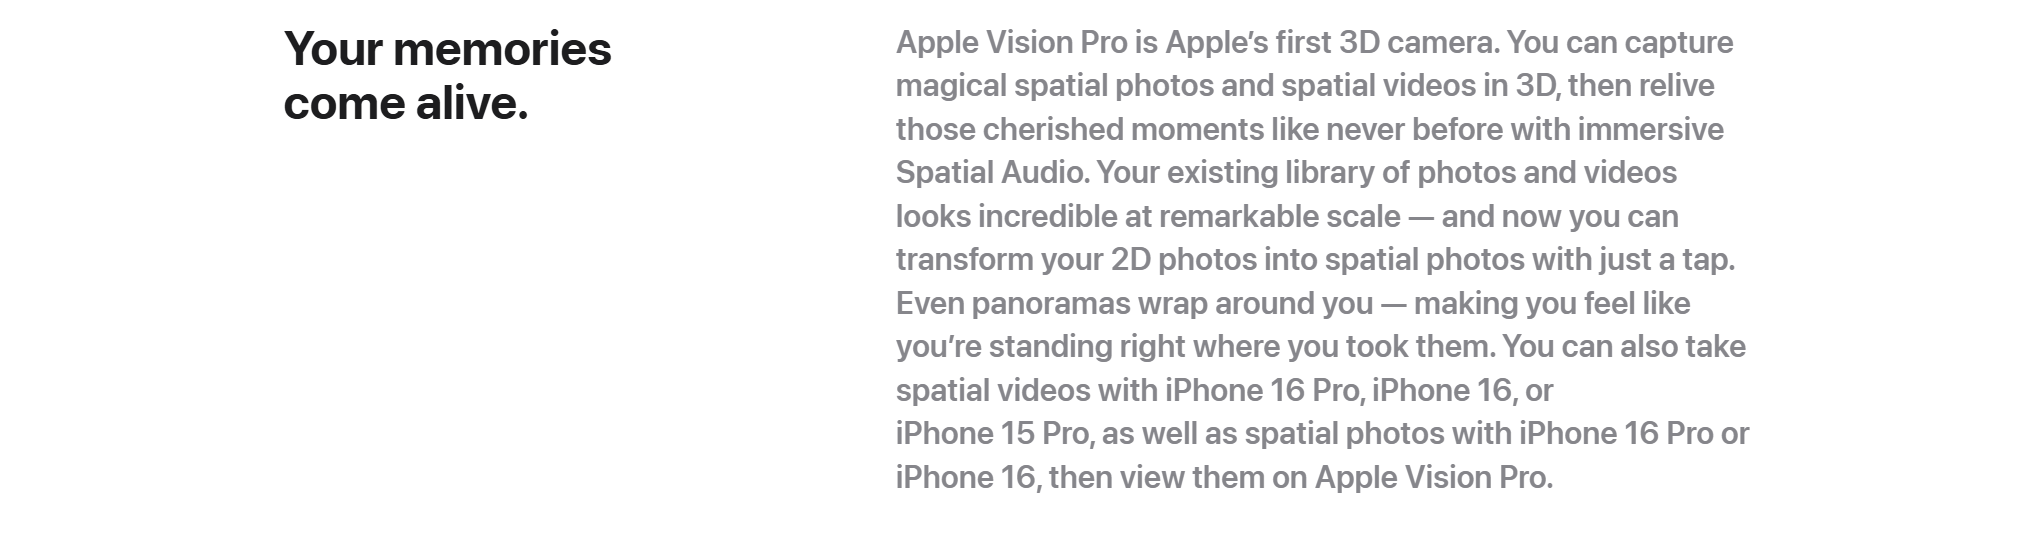 Your memories
come alive.
Apple Vision Pro is Apple’s first 3D camera. You can capture
magical spatial photos and spatial videos in 3D, then relive
those cherished moments like never before with immersive
Spatial Audio. Your existing library of photos and videos
looks incredible at remarkable scale — and now you can
transform your 2D photos into spatial photos with just a tap.
Even panoramas wrap around you — making you feel like
you’re standing right where you took them. You can also take
spatial videos with iPhone 16 Pro, iPhone 16, or
iPhone 15 Pro, as well as spatial photos with iPhone 16 Pro or
iPhone 16, then view them on Apple Vision Pro.